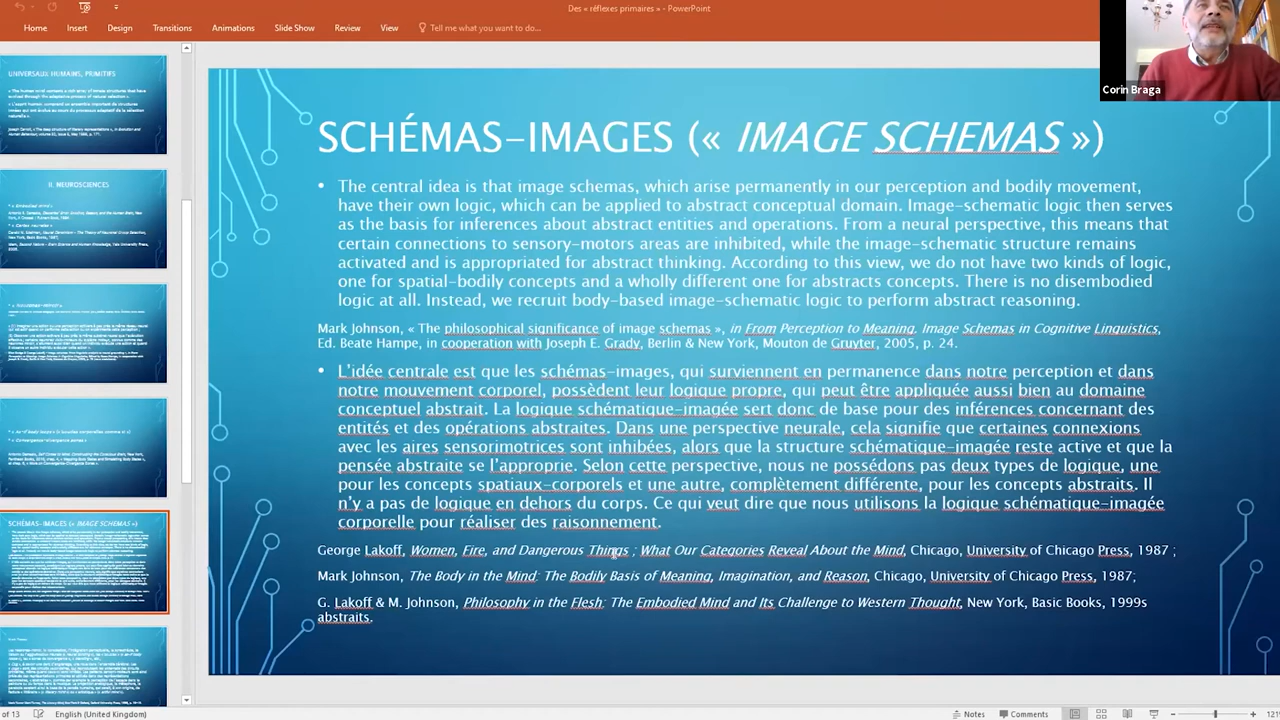 Des « réflexes primaires » - PowerPoint
Home Insert Design Transitions Animations Slide Show Review View Tell me what you want to do...
Corin Braga
UNIVERSAUX HUMAINS, PRIMITIFS
II. NEUROSCIENCES
SCHÉMAS-IMAGES (« IMAGE SCHEMAS »)
SCHÉMAS-IMAGES (« IMAGE SCHEMAS »)
• The central idea is that image schemas, which arise permanently in our perception and bodily movement,
have their own logic, which can be applied to abstract conceptual domain. Image-schematic logic then serves
as the basis for inferences about abstract entities and operations. From a neural perspective, this means that
certain connections to sensory-motors areas are inhibited, while the image-schematic structure remains
activated and is appropriated for abstract thinking. According to this view, we do not have two kinds of logic,
one for spatial-bodily concepts and a wholly different one for abstracts concepts. There is no disembodied
logic at all. Instead, we recruit body-based image-schematic logic to perform abstract reasoning.
Mark Johnson, « The philosophical significance of image schemas », in from Perception to Meaning. Image Schemas in Cognitive Linguistics,
Ed. Beate Hampe, in cooperation with Joseph E. Grady, Berlin & New York, Mouton de Gruyter, 2005, p. 24.
• L'idée centrale est que les schémas-images, qui surviennent en permanence dans notre perception et dans
notre mouvement corporel, possèdent leur logique propre, qui peut être appliquée aussi bien au domaine
conceptuel abstrait. La logique schématique-imagée sert donc de base pour des inférences concernant des
entités et des opérations abstraites. Dans une perspective neurale, cela signifie que certaines connexions
avec les aires sensori-motrices sont inhibées, alors que la structure schématique-imagée reste active et que la
pensée abstraite se l'approprie. Selon cette perspective, nous ne possédons pas deux types de logique, une
pour les concepts spatiaux-corporels et une autre, complètement différente, pour les concepts abstraits. Il
n'y a pas de logique en dehors du corps. Ce qui veut dire que nous utilisons la logique schématique-imagée
corporelle pour réaliser des raisonnement.
George Lakoff, Women, Fire and Dangerous Things ; What Our Categories Reveal about the Mind, Chicago, University of Chicago Press, 1987 ;
Mark Johnson, The Body in the Mind: The Bodily Basis of Meaning, Imagination, and Reason, Chicago, University of Chicago Press, 1987;
G. Lakoff & M. Johnson, Philosophy in the Flesh: The Embodied Mind and Its Challenge to Western Thought, New York, Basic Books, 1999s
abstraits.
of 13 English (United Kingdom) Notes Comments